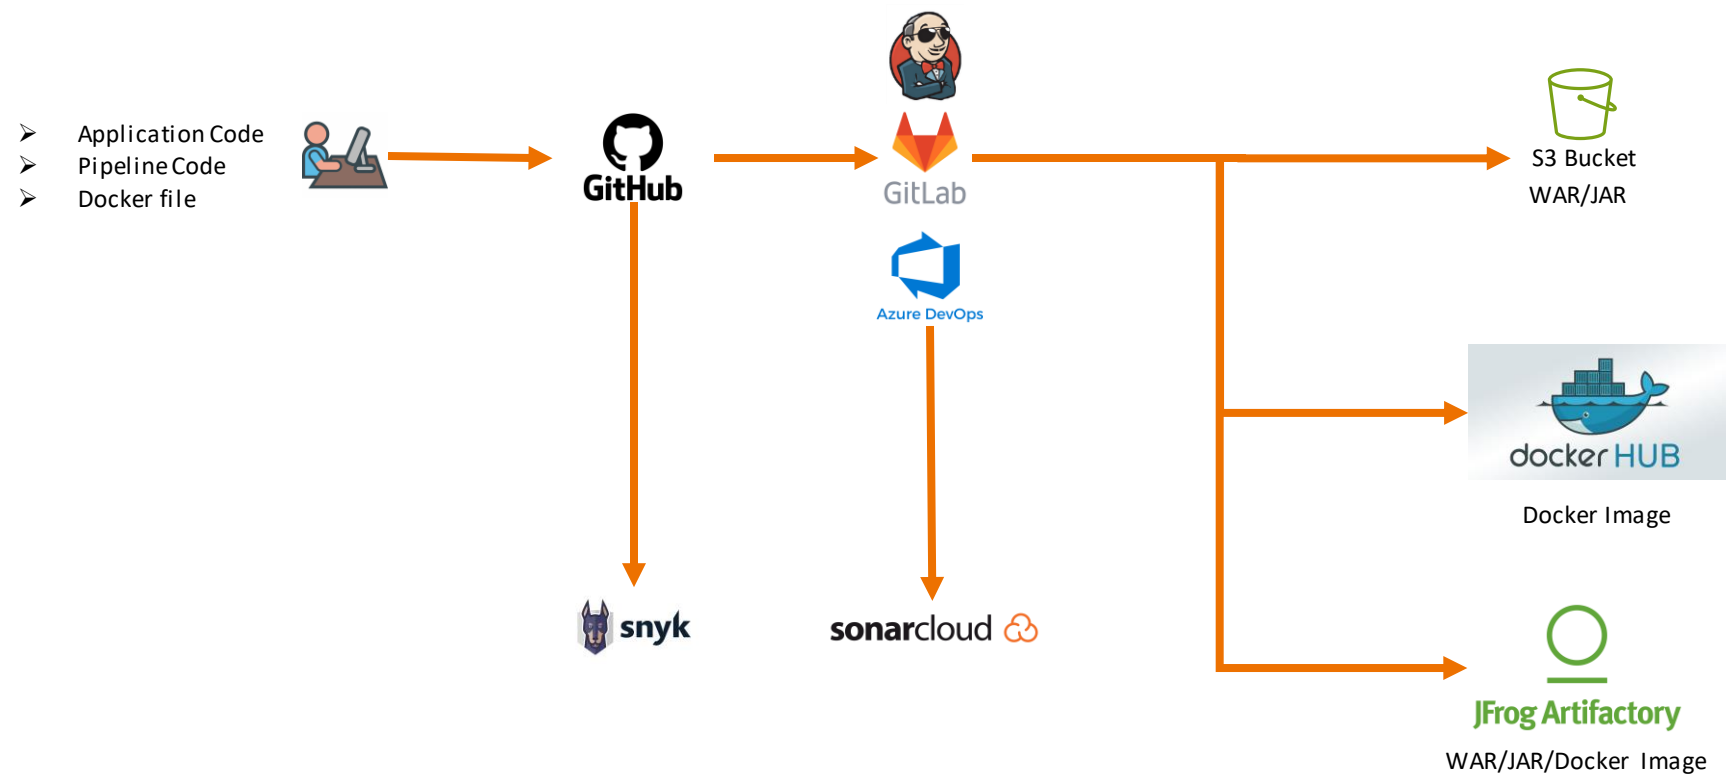 Application Code
Pipeline Code
Docker file
GitHub
GitLab
Azure DevOps
S3 Bucket
WAR/JAR
docker HUB
Docker Image
snyk
sonarcloud
JFrog Artifactory
WAR/JAR/Docker Image